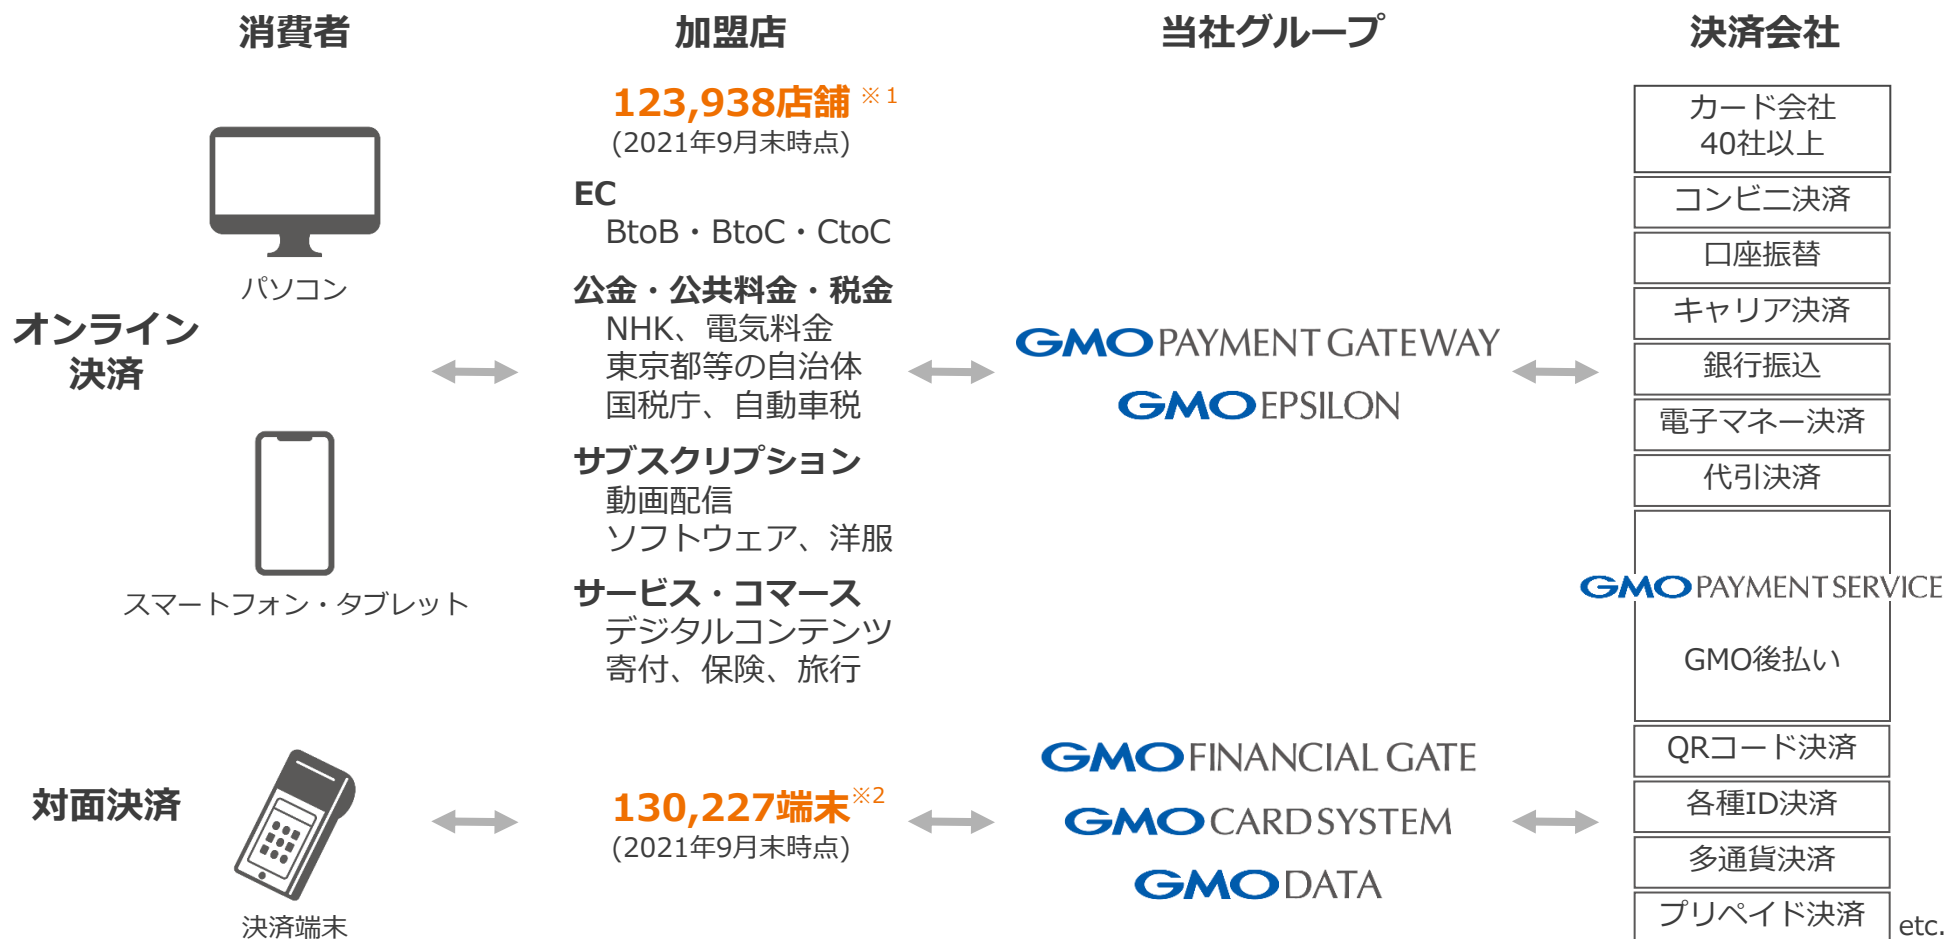 消費者
加盟店
当社グループ
決済会社
オンライン
決済
パソコン
スマートフォン・タブレット
123,938店舗 ※1
(2021年9月末時点)
EC
BtoB・BtoC・CtoC
公金・公共料金・税金
NHK、電気料金
東京都等の自治体
国税庁、自動車税
サブスクリプション
動画配信
ソフトウェア、洋服
サービス・コマース
デジタルコンテンツ
寄付、保険、旅行
GMO PAYMENT GATEWAY
GMO EPSILON
対面決済
決済端末
130,227端末※2
(2021年9月末時点)
GMO FINANCIAL GATE
GMO CARD SYSTEM
GMO DATA
カード会社
40社以上
コンビニ決済
口座振替
キャリア決済
銀行振込
電子マネー決済
代引決済
GMO PAYMENT SERVICE
GMO後払い
QRコード決済
各種ID決済
多通貨決済
プリペイド決済
etc.